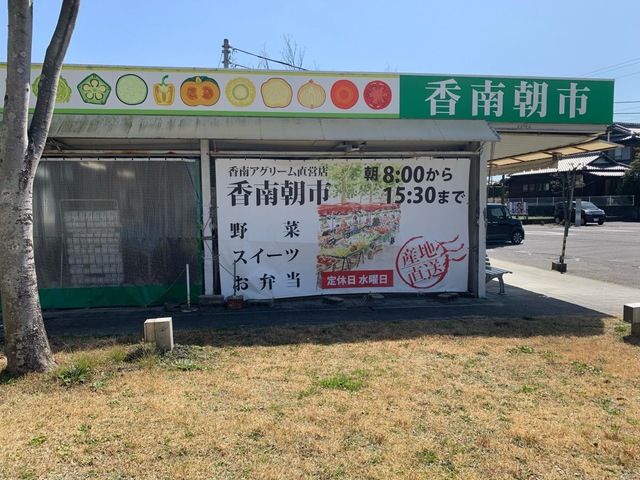 香南朝市
香南アグリーム直営店
香南朝市
朝8:00から
15:30まで
野菜
スイーツ
お弁当
定休日 水曜日
産地
直送